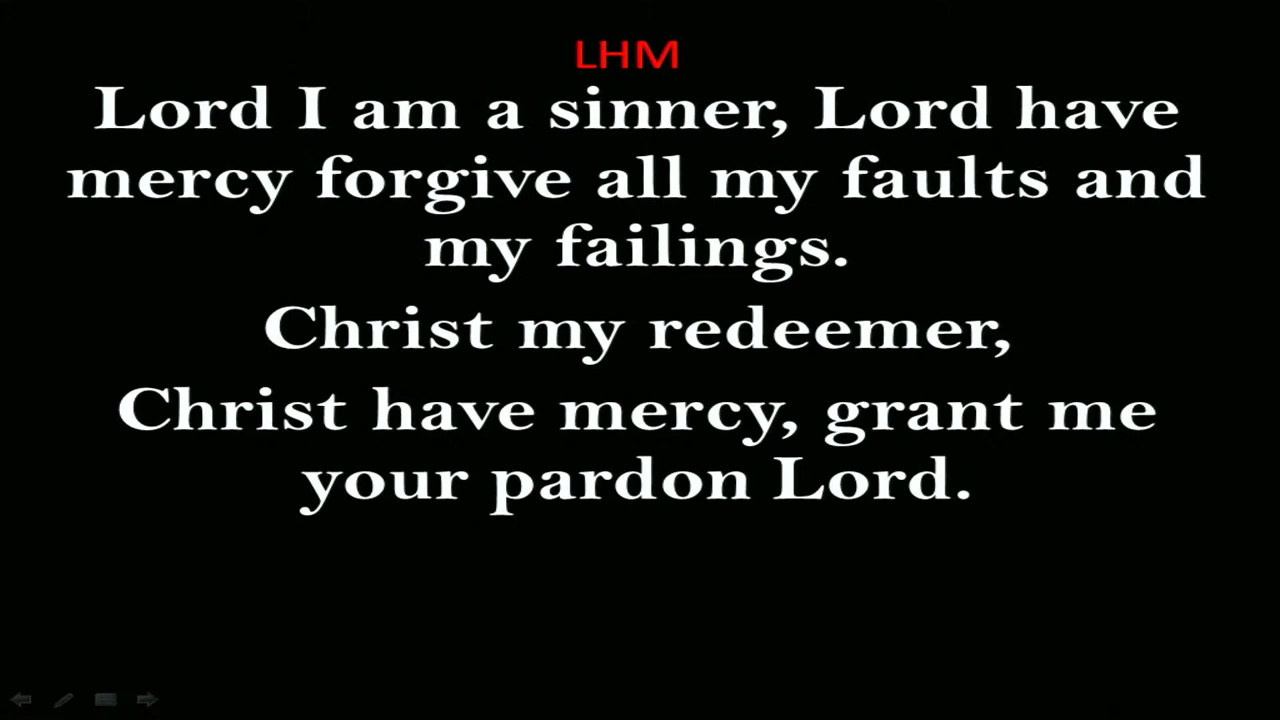 LHM
Lord I am a sinner, Lord have
mercy forgive all my faults and
my failings.
Christ my redeemer,
Christ have mercy, grant me
your pardon Lord.